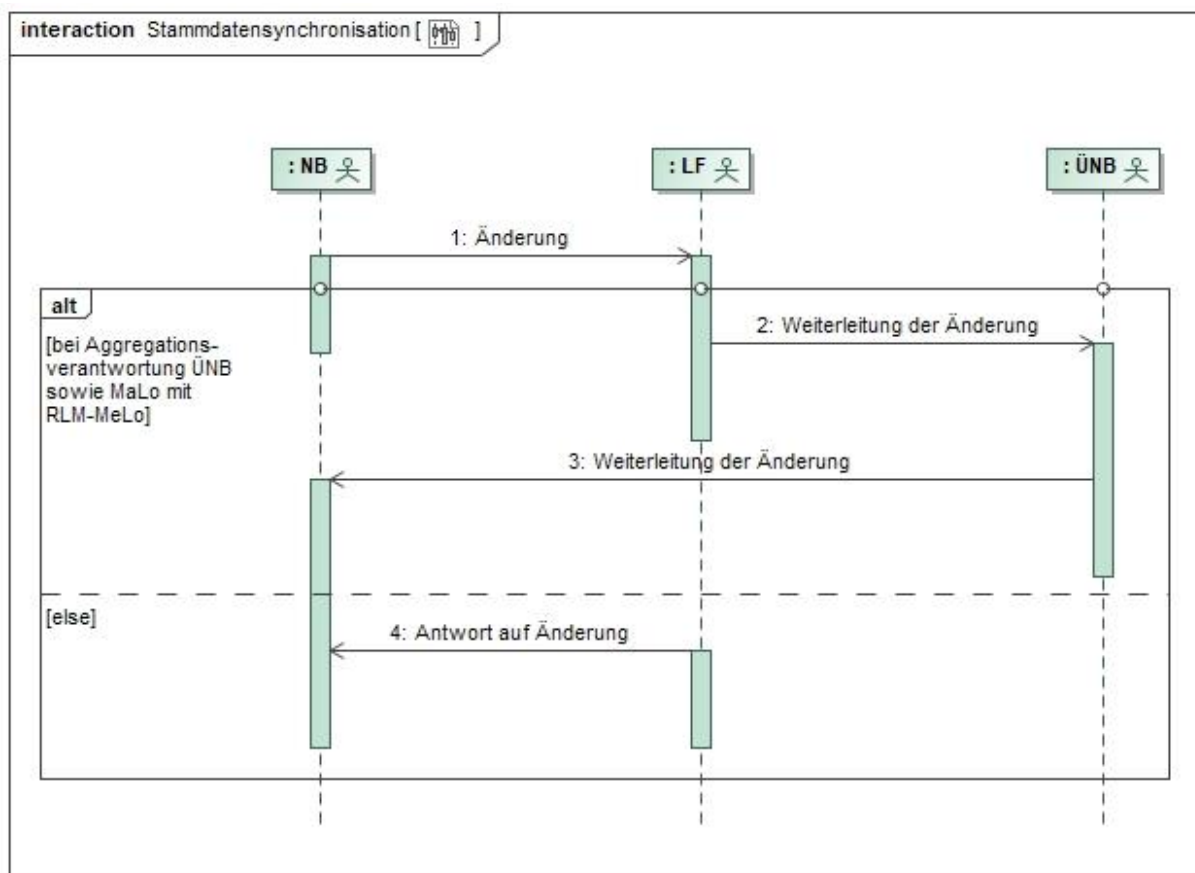 interaction Stammdatensynchronisation [ ]
: NB
: LF
: ÜNB
1: Änderung
alt
[bei Aggregations-
verantwortung ÜNB
sowie MaLo mit
RLM-MeLo]
2: Weiterleitung der Änderung
3: Weiterleitung der Änderung
[else]
4: Antwort auf Änderung